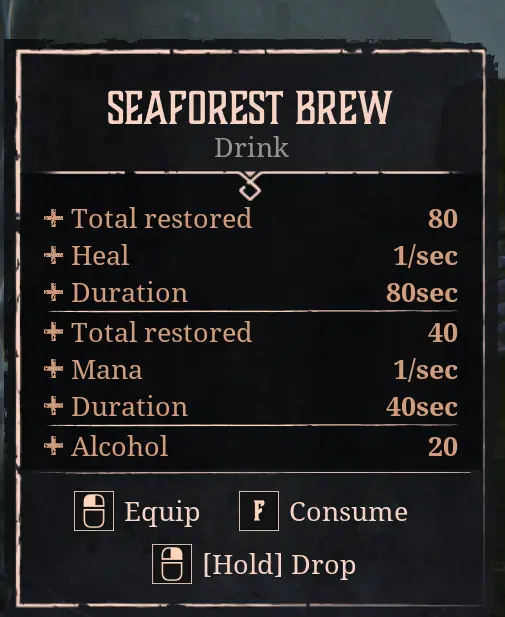 SEAFOREST BREW
Drink
Total restored 80
Heal 1/sec
Duration 80sec
Total restored 40
Mana 1/sec
Duration 40sec
Alcohol 20
Equip F Consume
[Hold] Drop